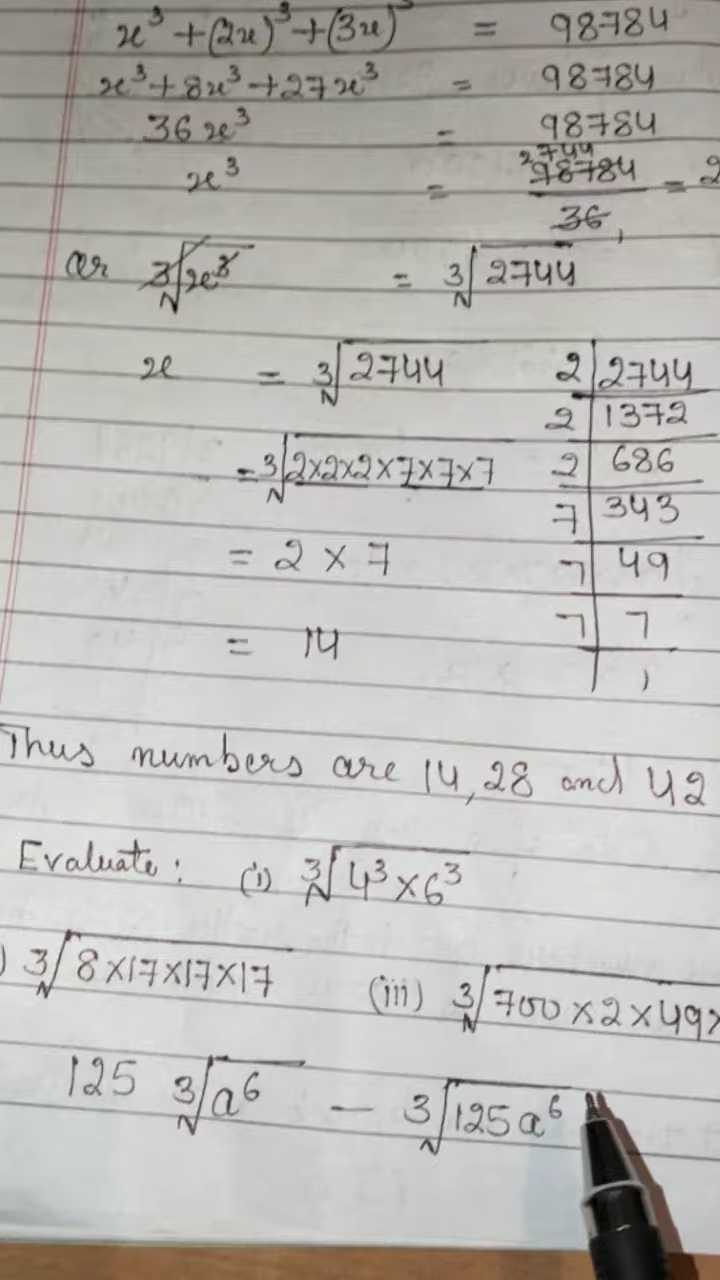 x³ + (2x)³ + (3x)³ = 98784
x³ + 8x³ + 27x³ = 98784
36x³ = 98784
x³ = 98784/36 = 2
2744
or ∛x³ = ∛2744
x = ∛2744
= ∛2×2×2×7×7×7
= 2 × 7
= 14
2 | 2744
2 | 1372
2 | 686
7 | 343
7 | 49
7 | 7
| 1
Thus numbers are 14, 28 and 42
Evaluate : (i) ∛4³×6³
) ∛8×17×17×17 (iii) ∛700×2×49×
125 ∛a⁶ — ∛125a⁶